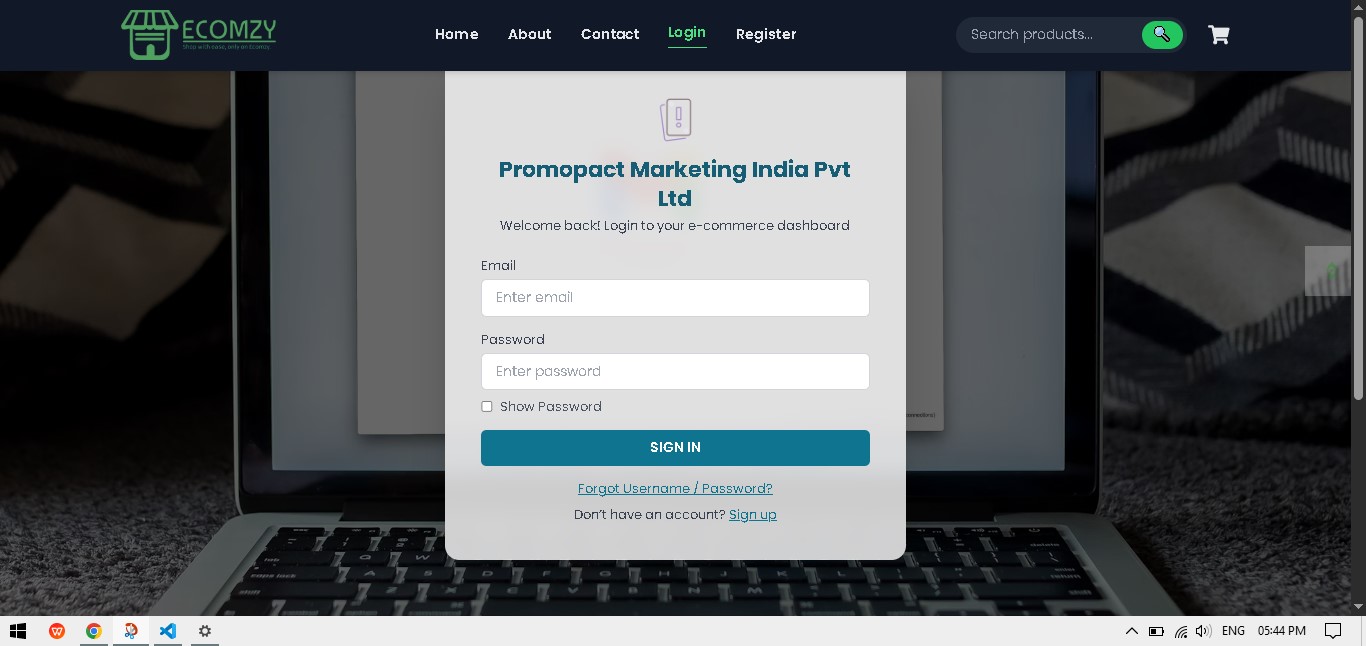 ECOMZY
Shop with ease, only on Ecomzy.
Home
About
Contact
Login
Register
Search products...
Promopact Marketing India Pvt
Ltd
Welcome back! Login to your e-commerce dashboard
Email
Enter email
Password
Enter password
Show Password
SIGN IN
Forgot Username / Password?
Don't have an account? Sign up
ENG
05:44 PM